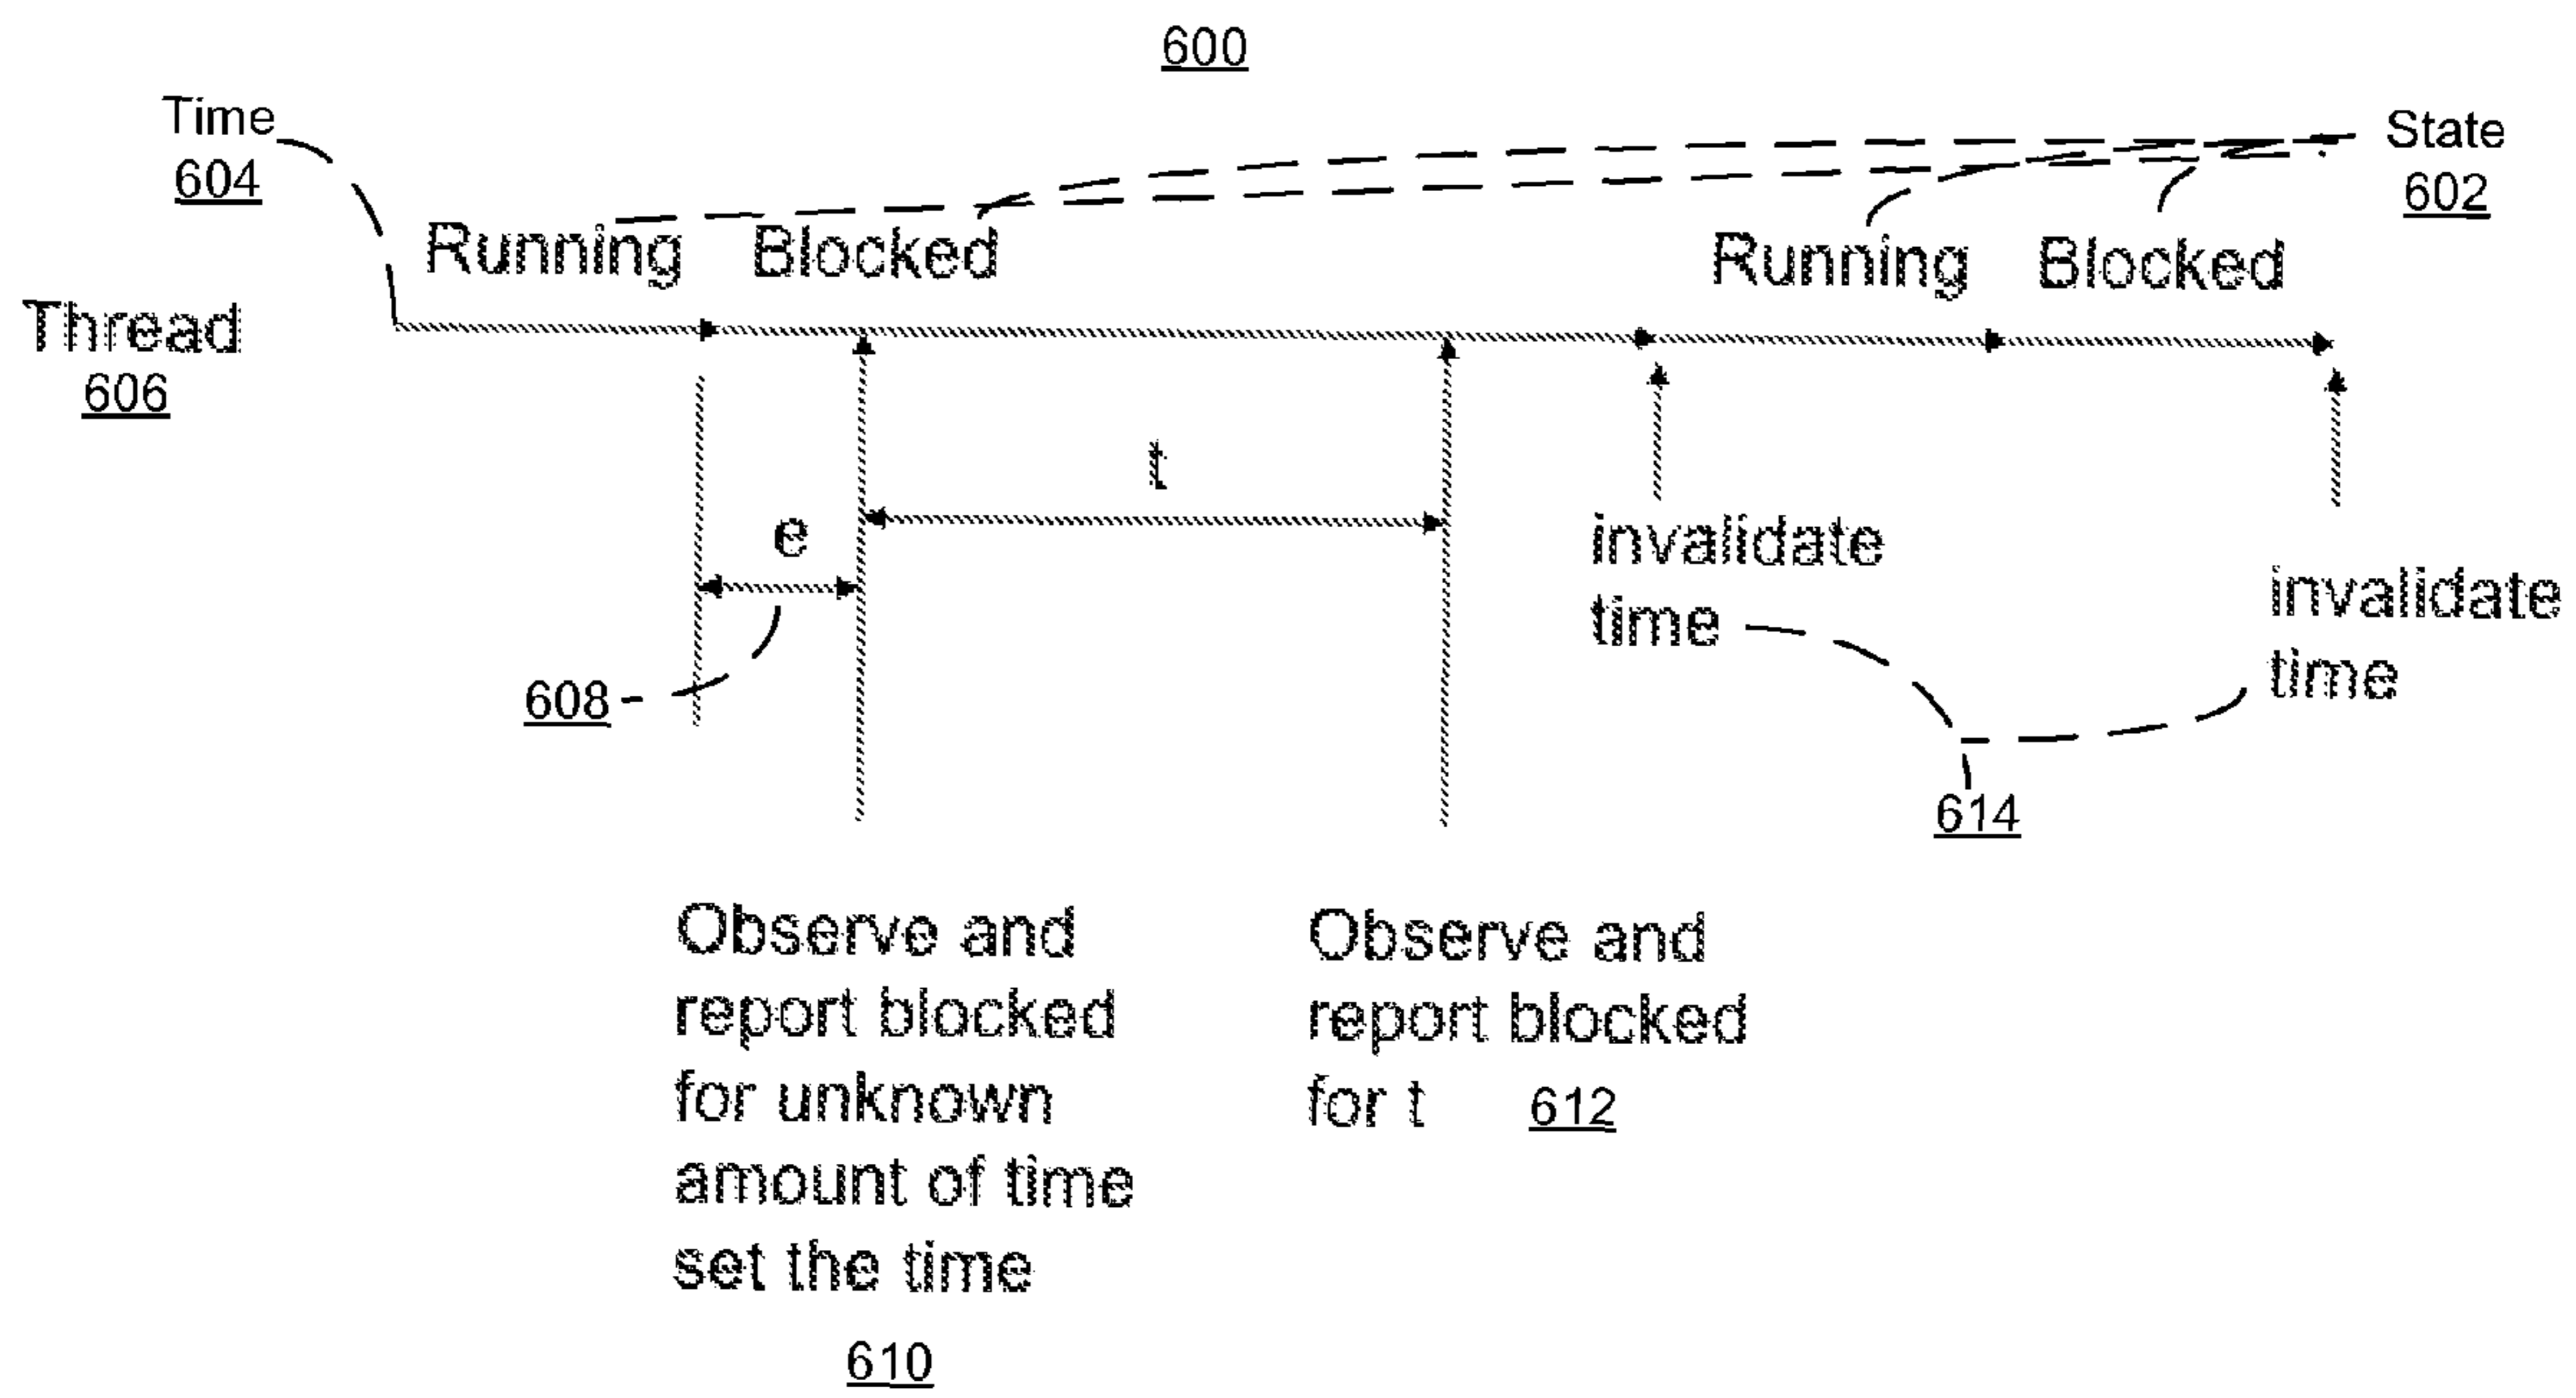 600
Time
604
State
602
Running Blocked
Running Blocked
Thread
606
t
e
608
invalidate
time
invalidate
time
614
Observe and
report blocked
for unknown
amount of time
set the time
610
Observe and
report blocked
for t 612